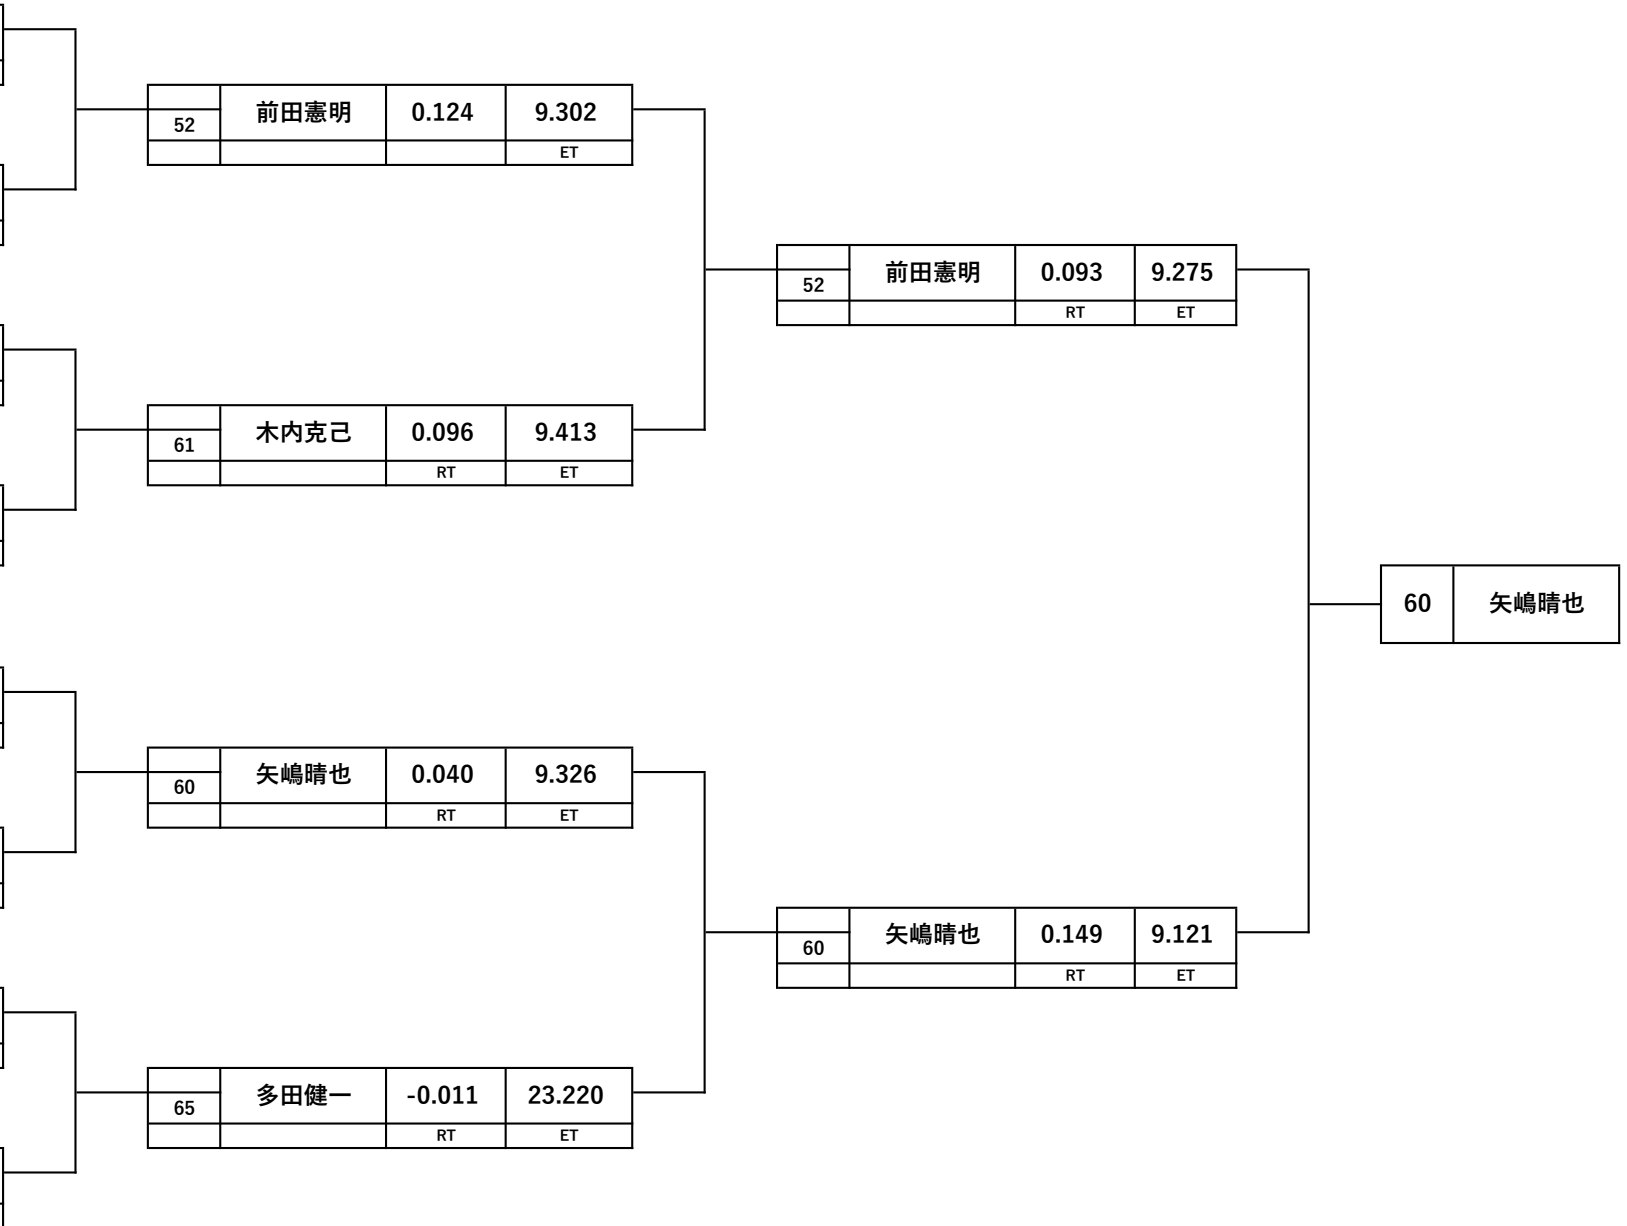 前田憲明 0.124 9.302
52
ET
前田憲明 0.093 9.275
52
RT ET
木内克己 0.096 9.413
61
RT ET
60 矢嶋晴也
矢嶋晴也 0.040 9.326
60
RT ET
矢嶋晴也 0.149 9.121
60
RT ET
多田健一 -0.011 23.220
65
RT ET